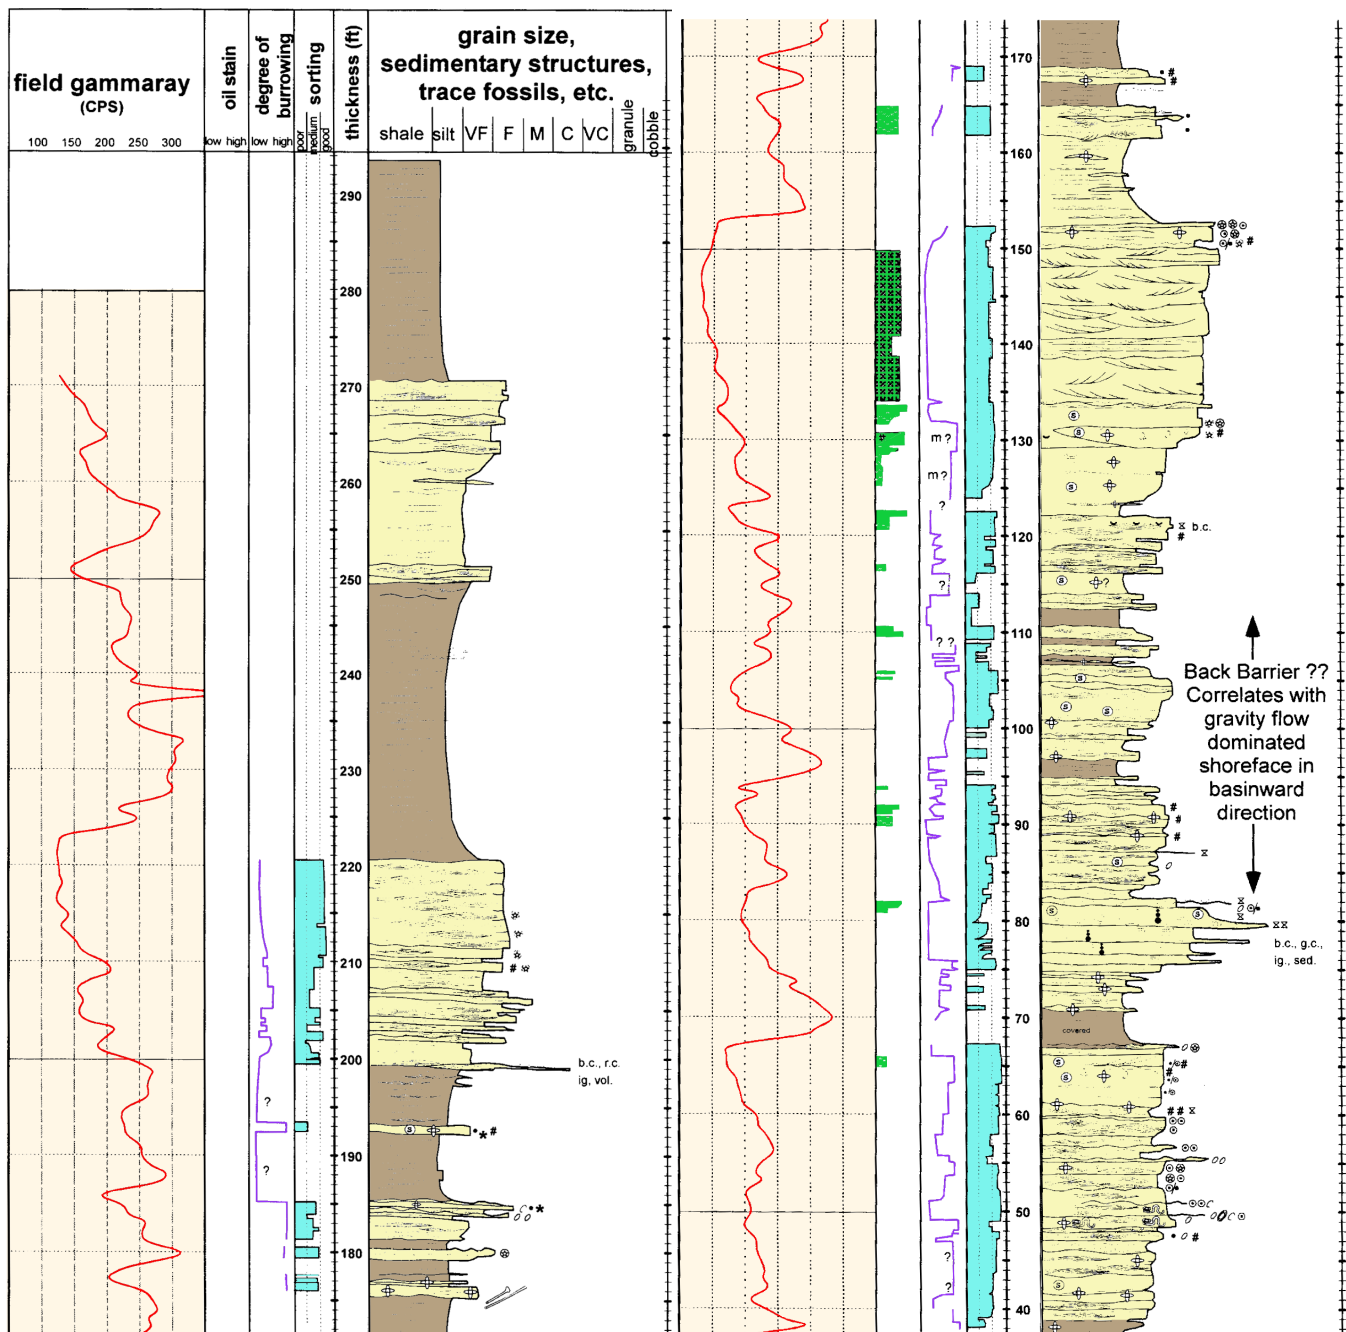 field gammaray
(CPS)
100 150 200 250 300
oil stain
low high
degree of
burrowing
low high
sorting
poor
medium
good
thickness (ft)
grain size,
sedimentary structures,
trace fossils, etc.
shale silt VF F M C VC granule cobble
290
280
270
260
250
240
230
220
210
200
190
180
?
?
#
b.c., r.c.
ig, vol.
s
#
C
170
160
150
140
130
120
110
100
90
80
70
60
50
40
m ?
m ?
?
?
? ?
?
?
#
#
#
s
s
#
s
b.c.
#
s
?
s
s
s
Back Barrier ??
Correlates with
gravity flow
dominated
shoreface in
basinward
direction
#
#
#
s
s
s
b.c., g.c.,
ig., sed.
covered
s
#
s
#
# #
C
C
#
s